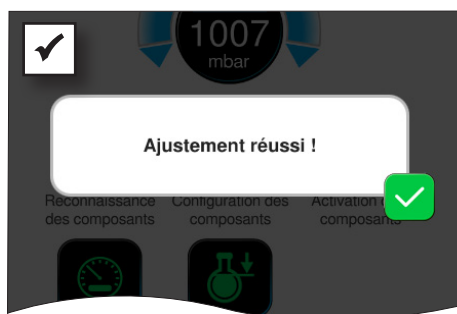 1007
mbar
Ajustement réussi !
Reconnaissance Configuration des Activation
des composants composants composants